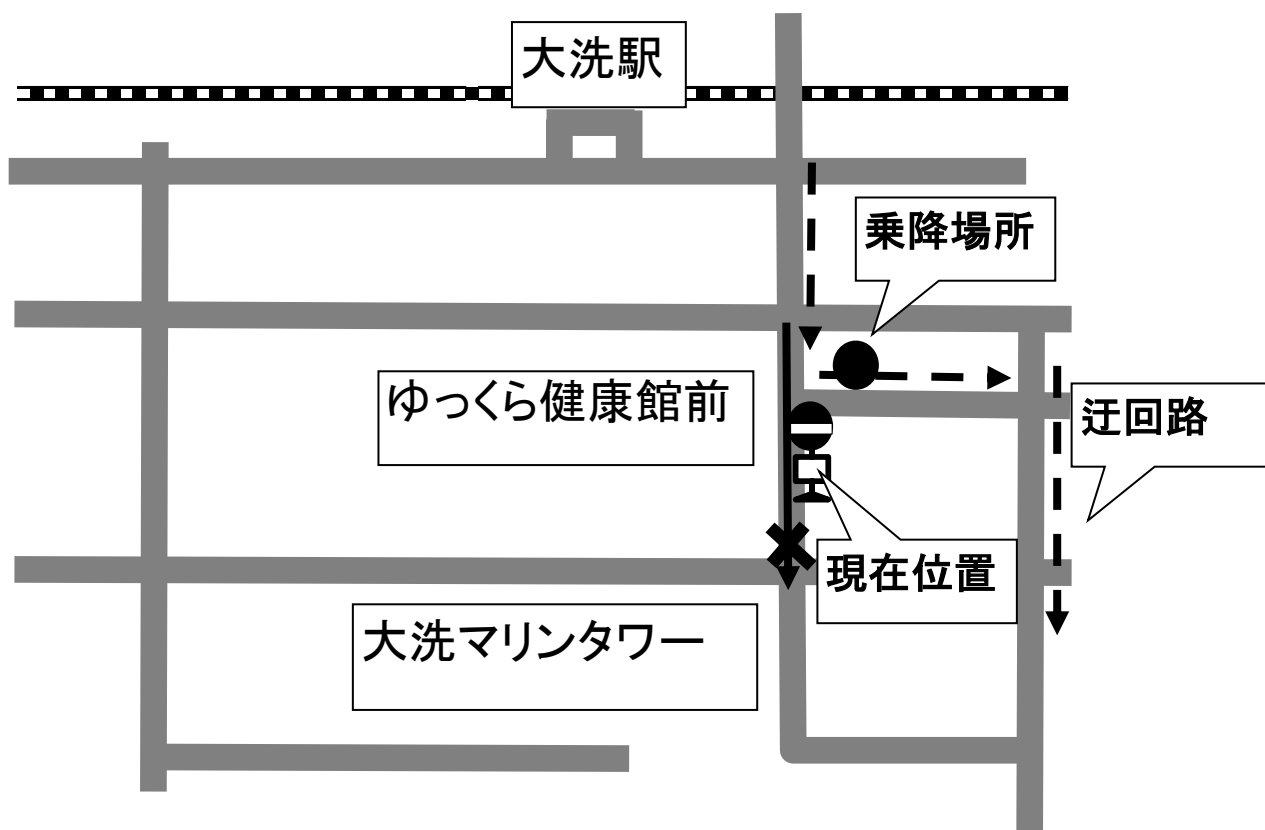 大洗駅
乗降場所
ゆっくら健康館前
迂回路
現在位置
大洗マリンタワー